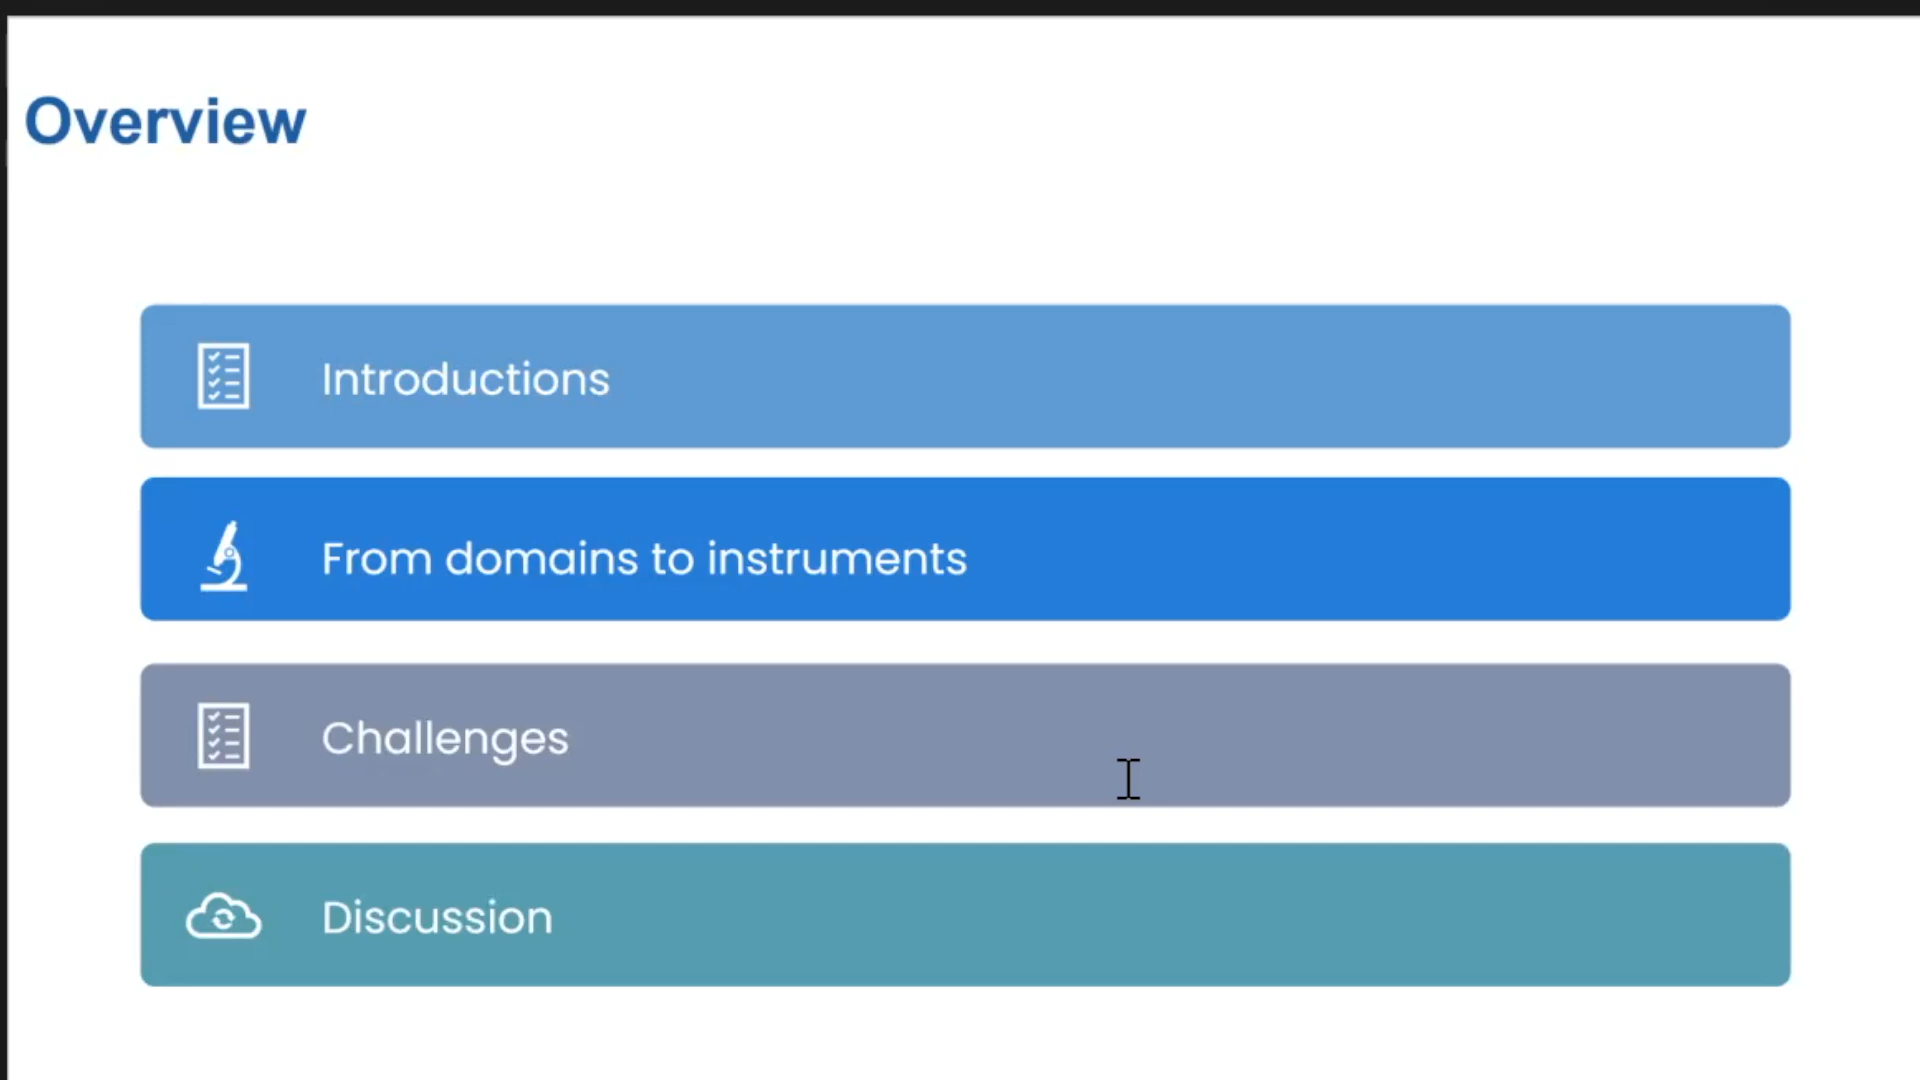 Overview
Introductions
From domains to instruments
Challenges
Discussion